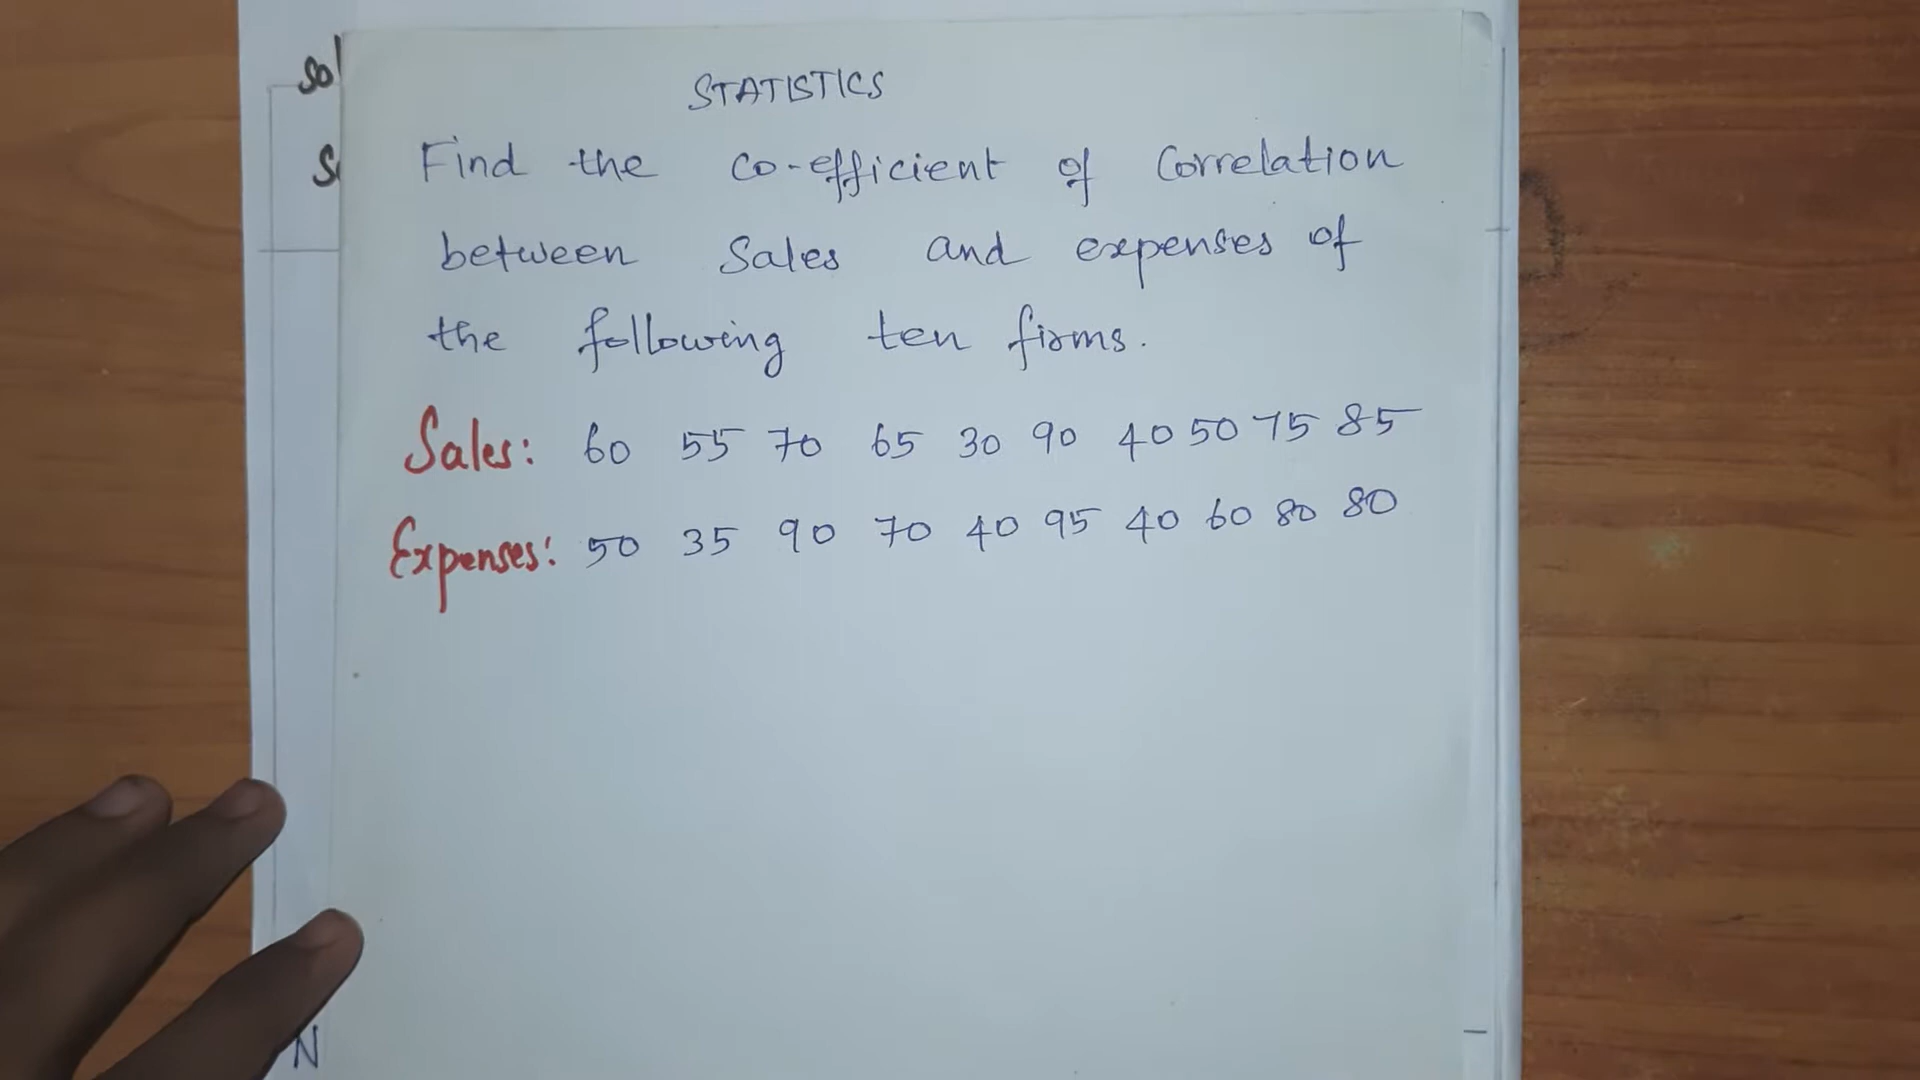 STATISTICS
Find the co-efficient of Correlation
between Sales and expenses of
the following ten firms.
Sales: 60 55 70 65 30 90 40 50 75 85
Expenses: 50 35 90 70 40 95 40 60 80 80
N